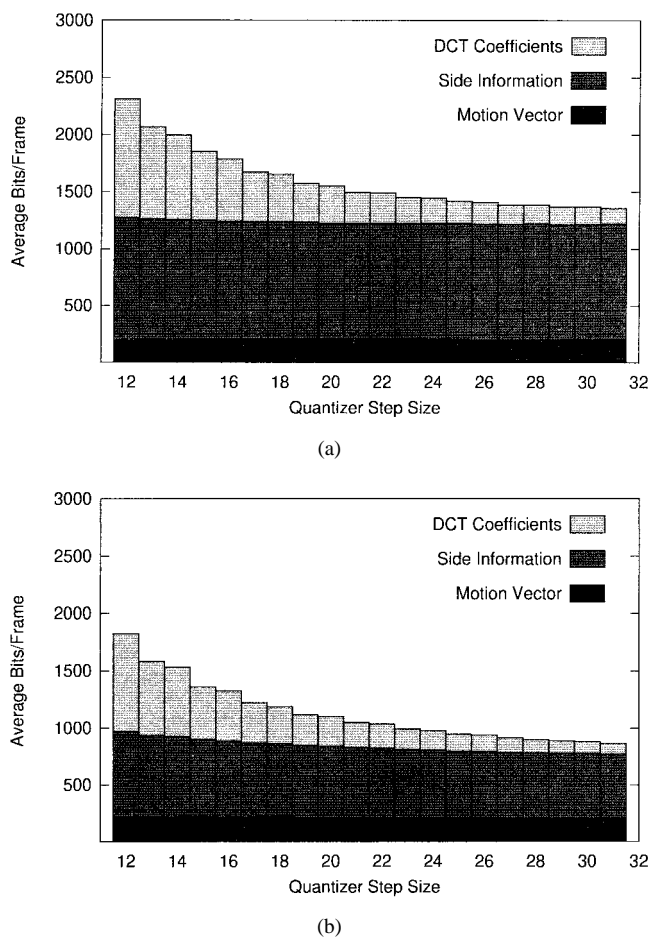 3000
2500
2000
1500
1000
500
Average Bits/Frame
DCT Coefficients
Side Information
Motion Vector
12 14 16 18 20 22 24 26 28 30 32
Quantizer Step Size
(a)
3000
2500
2000
1500
1000
500
Average Bits/Frame
DCT Coefficients
Side Information
Motion Vector
12 14 16 18 20 22 24 26 28 30 32
Quantizer Step Size
(b)